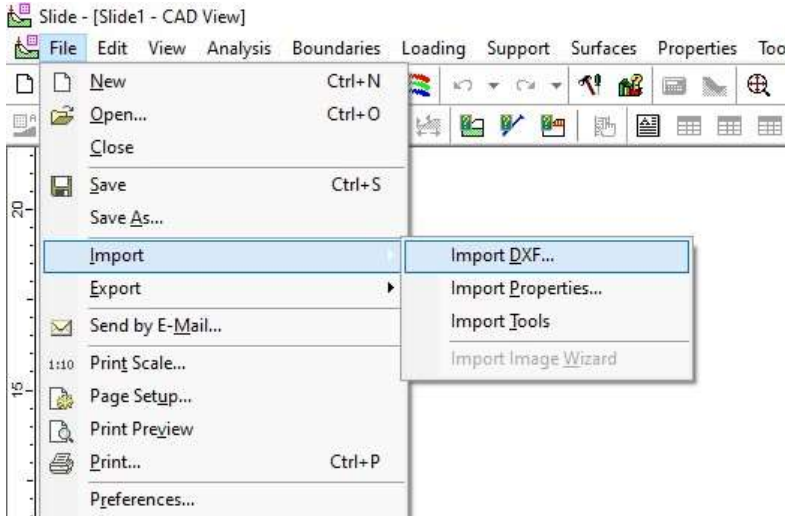 Slide - [Slide1 - CAD View]
File Edit View Analysis Boundaries Loading Support Surfaces Properties Too
New Ctrl+N
Open... Ctrl+O
Close
Save Ctrl+S
Save As...
Import
Import DXF...
Export
Import Properties...
Send by E-Mail...
Import Tools
Print Scale...
1:10
Import Image Wizard
Page Setup...
Print Preview
Print... Ctrl+P
Preferences...
20
15